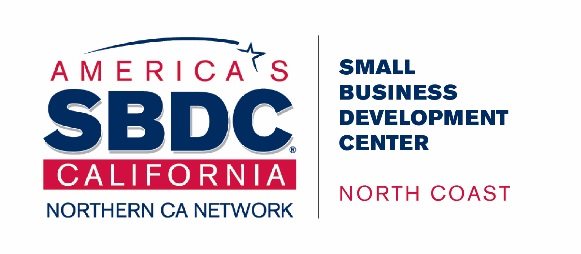 AMERICA'S
SBDC®
CALIFORNIA
NORTHERN CA NETWORK
SMALL
BUSINESS
DEVELOPMENT
CENTER
NORTH COAST